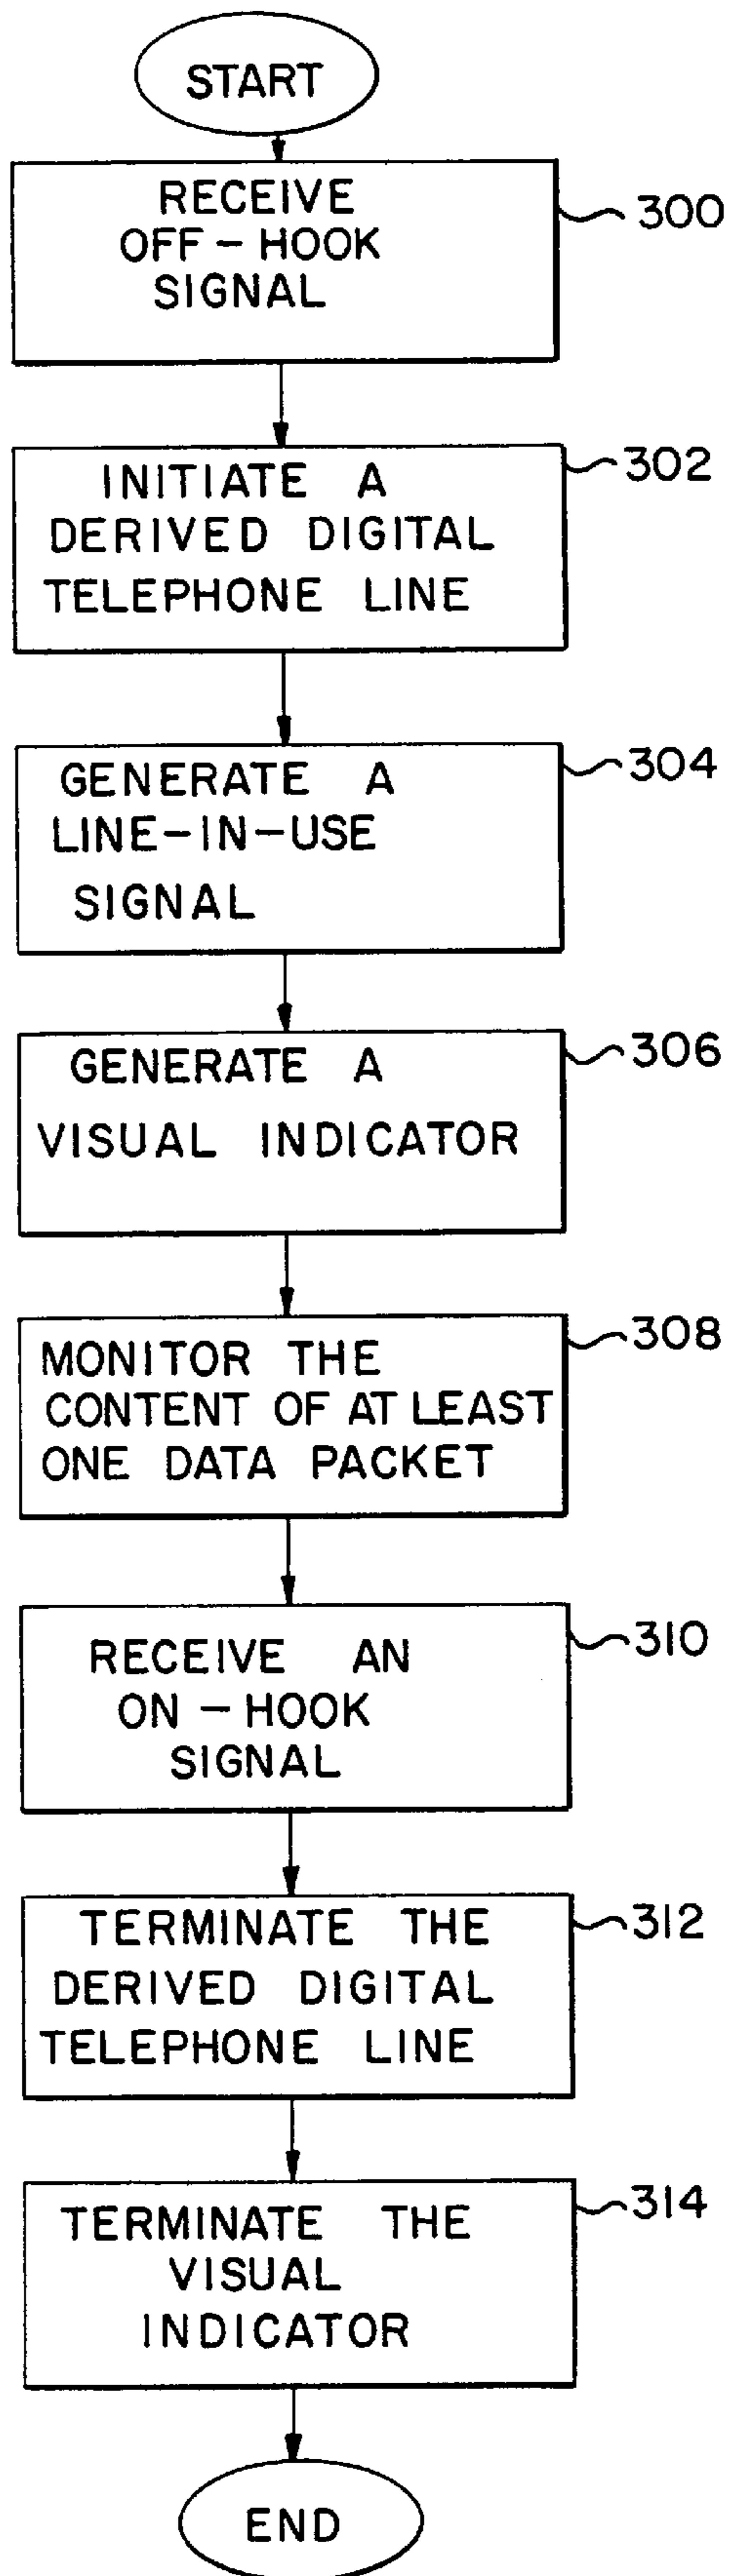 START
RECEIVE
OFF-HOOK
SIGNAL
300
INITIATE A
DERIVED DIGITAL
TELEPHONE LINE
302
GENERATE A
LINE-IN-USE
SIGNAL
304
GENERATE A
VISUAL INDICATOR
306
MONITOR THE
CONTENT OF AT LEAST
ONE DATA PACKET
308
RECEIVE AN
ON-HOOK
SIGNAL
310
TERMINATE THE
DERIVED DIGITAL
TELEPHONE LINE
312
TERMINATE THE
VISUAL
INDICATOR
314
END